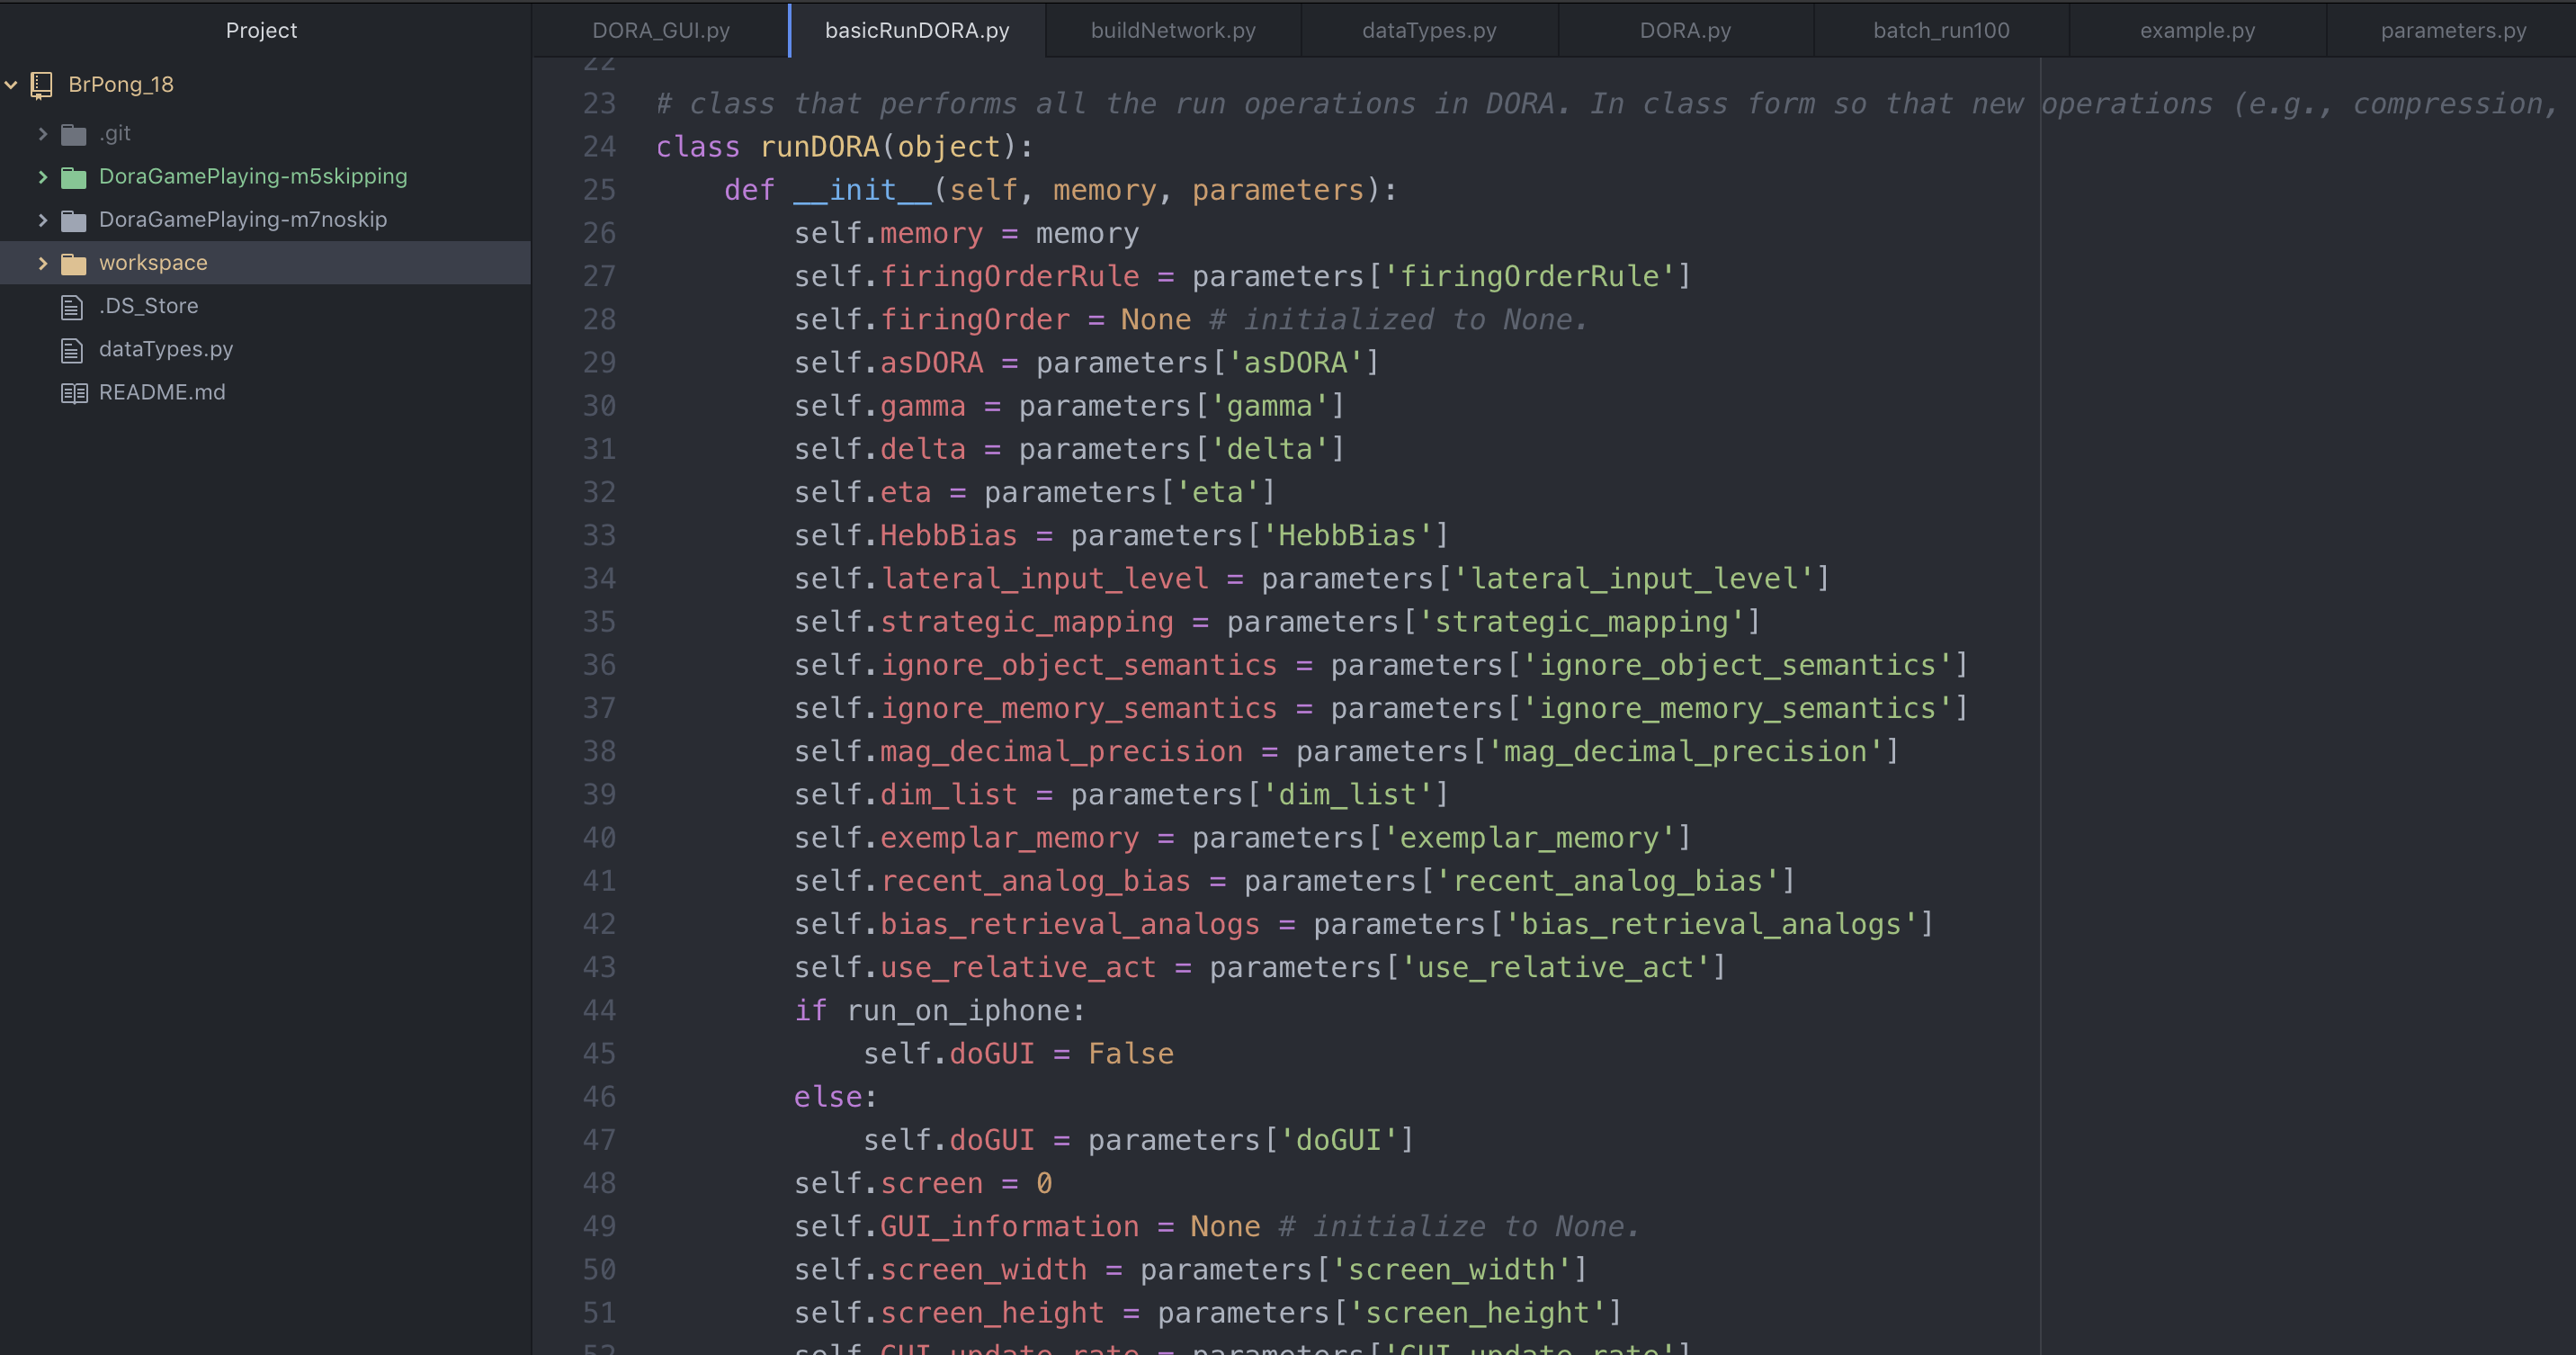 Project
BrPong_18
.git
DoraGamePlaying-m5skipping
DoraGamePlaying-m7noskip
workspace
.DS_Store
dataTypes.py
README.md
DORA_GUI.py
basicRunDORA.py
buildNetwork.py
dataTypes.py
DORA.py
batch_run100
example.py
parameters.py
22
23 # class that performs all the run operations in DORA. In class form so that new operations (e.g., compression,
24 class runDORA(object):
25     def __init__(self, memory, parameters):
26         self.memory = memory
27         self.firingOrderRule = parameters['firingOrderRule']
28         self.firingOrder = None # initialized to None.
29         self.asDORA = parameters['asDORA']
30         self.gamma = parameters['gamma']
31         self.delta = parameters['delta']
32         self.eta = parameters['eta']
33         self.HebbBias = parameters['HebbBias']
34         self.lateral_input_level = parameters['lateral_input_level']
35         self.strategic_mapping = parameters['strategic_mapping']
36         self.ignore_object_semantics = parameters['ignore_object_semantics']
37         self.ignore_memory_semantics = parameters['ignore_memory_semantics']
38         self.mag_decimal_precision = parameters['mag_decimal_precision']
39         self.dim_list = parameters['dim_list']
40         self.exemplar_memory = parameters['exemplar_memory']
41         self.recent_analog_bias = parameters['recent_analog_bias']
42         self.bias_retrieval_analogs = parameters['bias_retrieval_analogs']
43         self.use_relative_act = parameters['use_relative_act']
44         if run_on_iphone:
45             self.doGUI = False
46         else:
47             self.doGUI = parameters['doGUI']
48         self.screen = 0
49         self.GUI_information = None # initialize to None.
50         self.screen_width = parameters['screen_width']
51         self.screen_height = parameters['screen_height']
52         self.GUI_update_rate = parameters['GUI_update_rate']